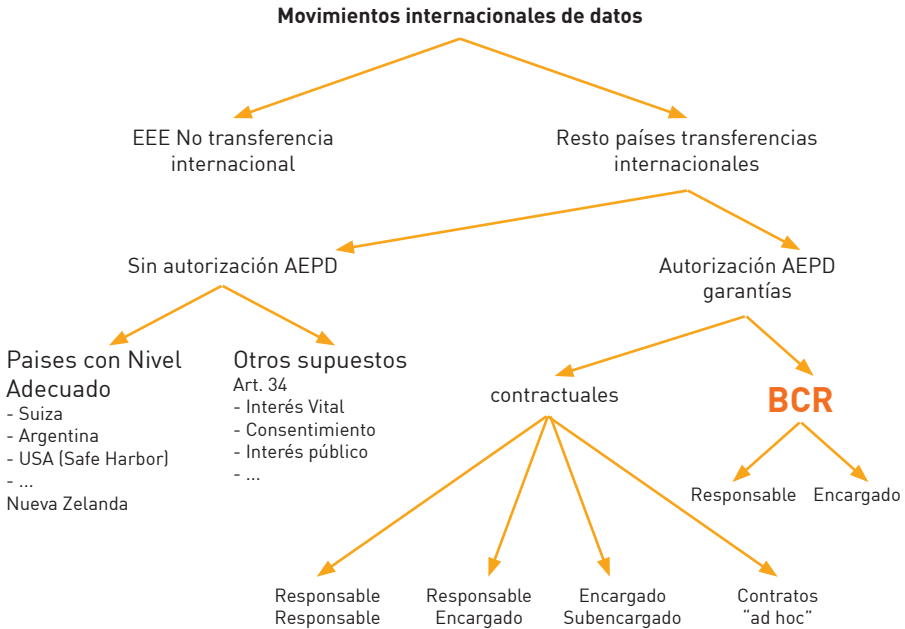 Movimientos internacionales de datos
EEE No transferencia
internacional
Resto países transferencias
internacionales
Sin autorización AEPD
Autorización AEPD
garantías
Paises con Nivel
Adecuado
- Suiza
- Argentina
- USA (Safe Harbor)
- ...
Nueva Zelanda
Otros supuestos
Art. 34
- Interés Vital
- Consentimiento
- Interés público
- ...
contractuales
BCR
Responsable
Encargado
Responsable
Responsable
Responsable
Encargado
Encargado
Subencargado
Contratos
"ad hoc"